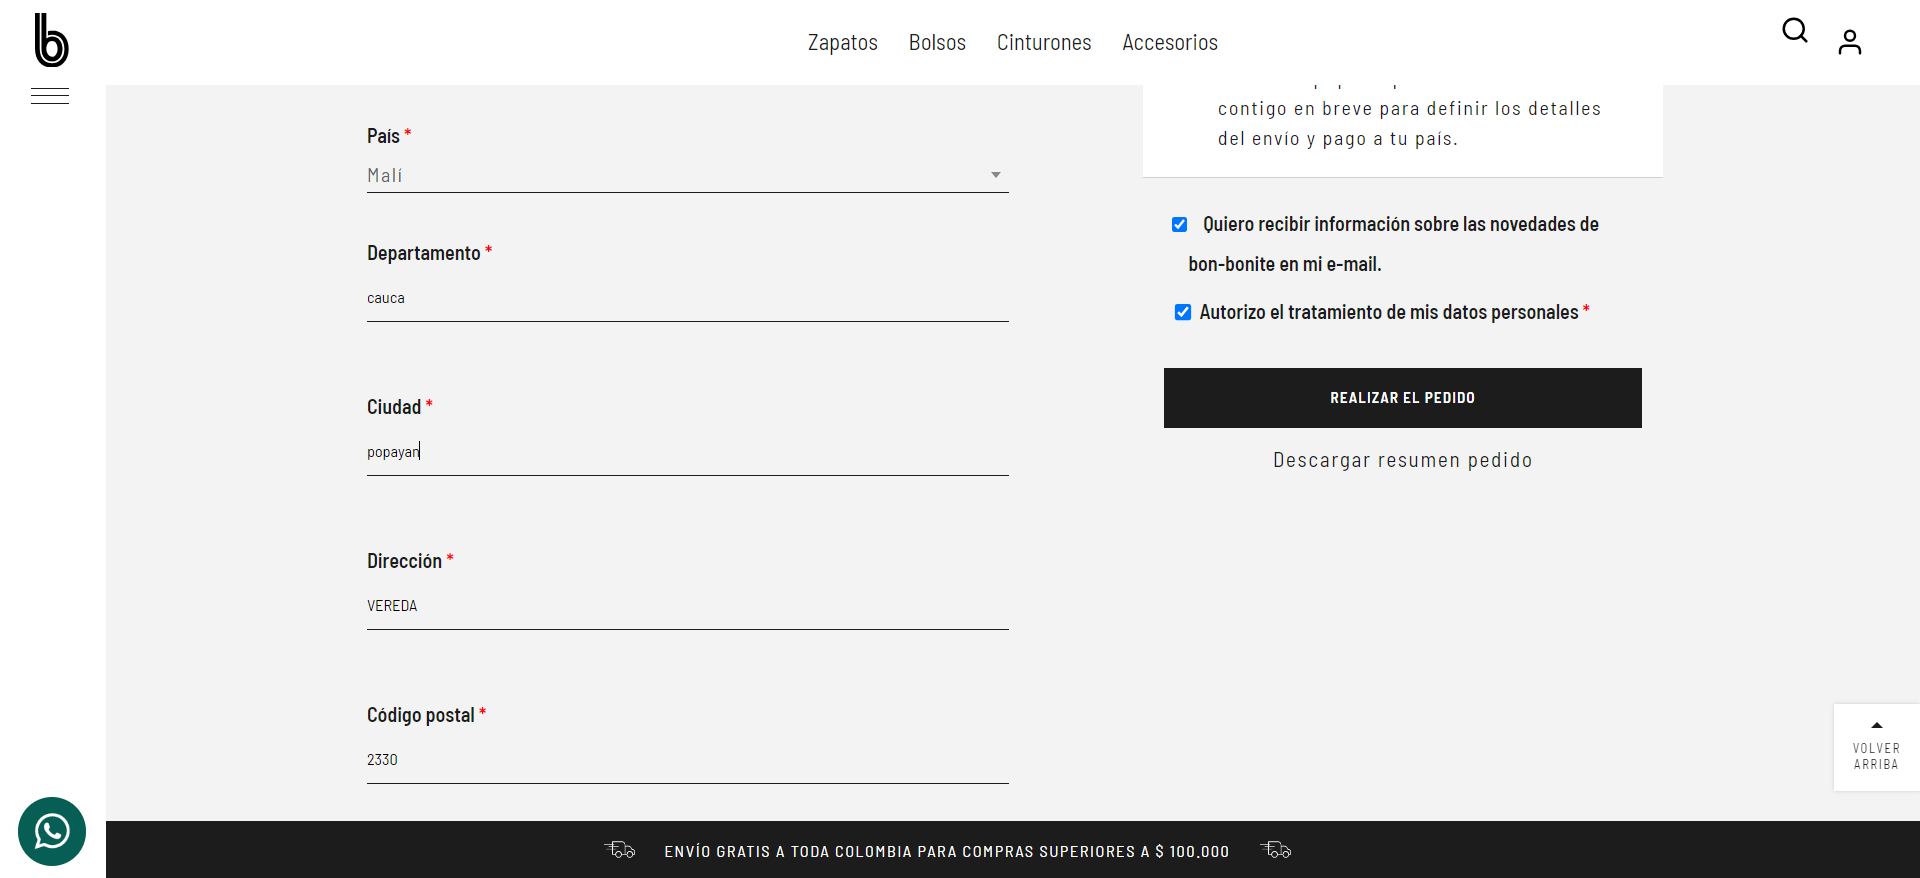 b
Zapatos Bolsos Cinturones Accesorios
contigo en breve para definir los detalles
del envío y pago a tu país.
País *
Malí
Departamento *
cauca
Ciudad *
popayan
Dirección *
VEREDA
Código postal *
2330
Quiero recibir información sobre las novedades de
bon-bonite en mi e-mail.
Autorizo el tratamiento de mis datos personales *
REALIZAR EL PEDIDO
Descargar resumen pedido
VOLVER
ARRIBA
ENVÍO GRATIS A TODA COLOMBIA PARA COMPRAS SUPERIORES A $ 100.000